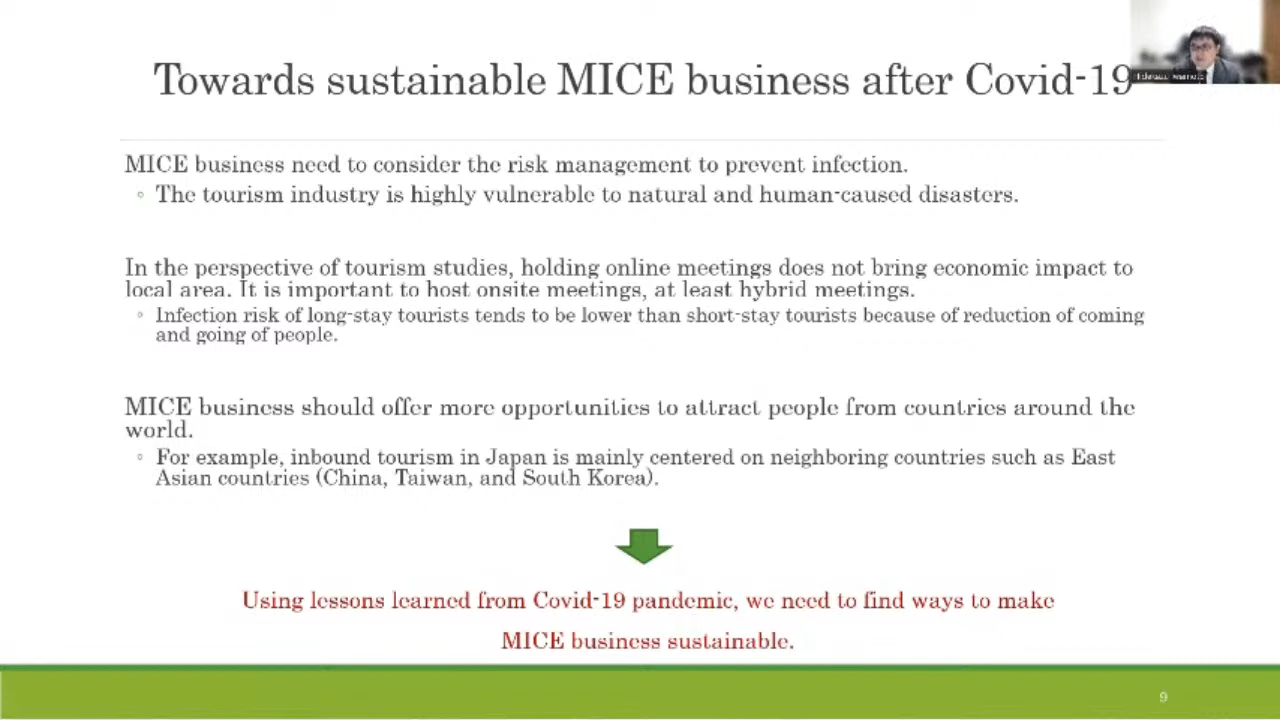 Towards sustainable MICE business after Covid-19
MICE business need to consider the risk management to prevent infection.
◦ The tourism industry is highly vulnerable to natural and human-caused disasters.
In the perspective of tourism studies, holding online meetings does not bring economic impact to
local area. It is important to host onsite meetings, at least hybrid meetings.
◦ Infection risk of long-stay tourists tends to be lower than short-stay tourists because of reduction of coming
and going of people.
MICE business should offer more opportunities to attract people from countries around the
world.
◦ For example, inbound tourism in Japan is mainly centered on neighboring countries such as East
Asian countries (China, Taiwan, and South Korea).
Using lessons learned from Covid-19 pandemic, we need to find ways to make
MICE business sustainable.
9